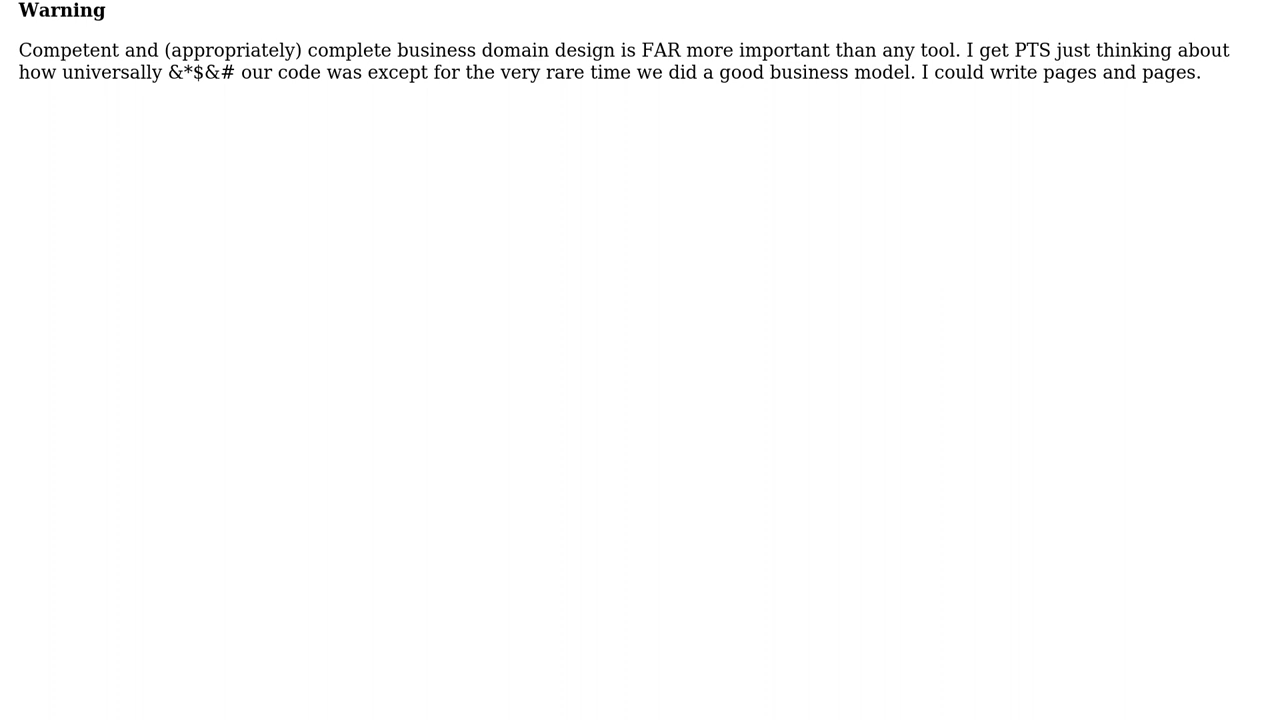 Warning
Competent and (appropriately) complete business domain design is FAR more important than any tool. I get PTS just thinking about
how universally &*$&# our code was except for the very rare time we did a good business model. I could write pages and pages.